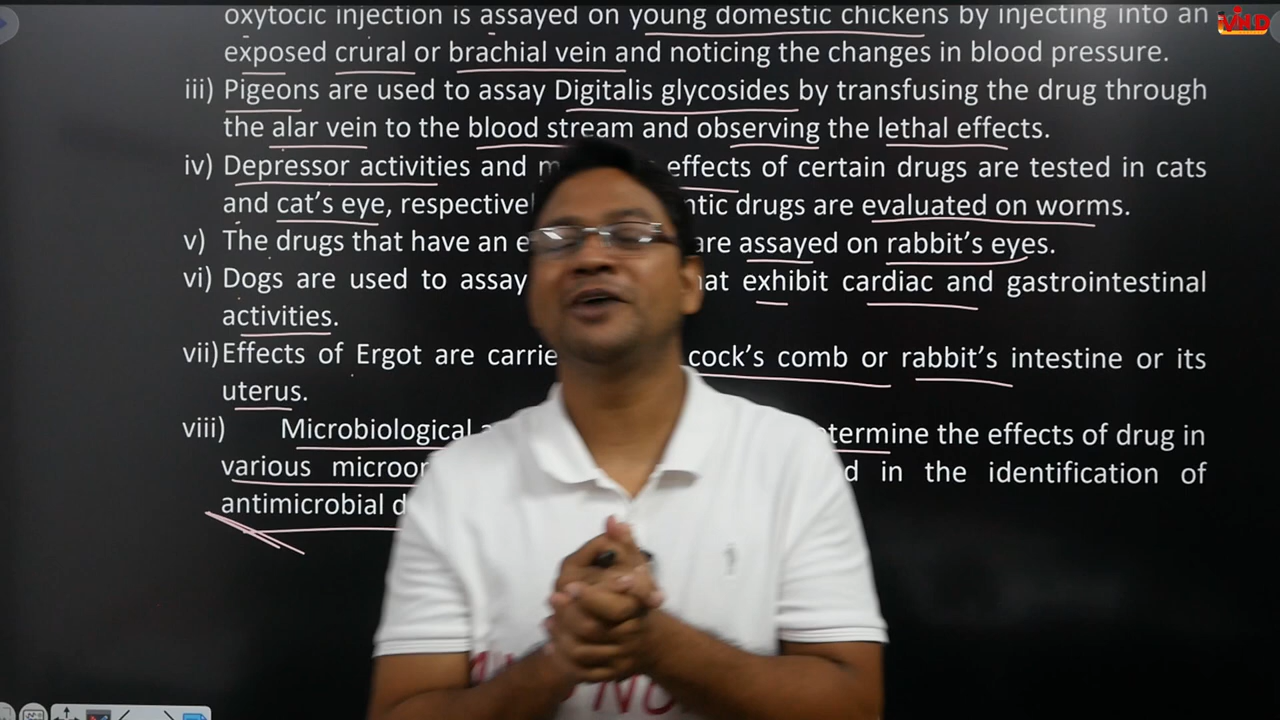 VMD
oxytocic injection is assayed on young domestic chickens by injecting into an
exposed crural or brachial vein and noticing the changes in blood pressure.
iii) Pigeons are used to assay Digitalis glycosides by transfusing the drug through
the alar vein to the blood stream and observing the lethal effects.
iv) Depressor activities and effects of certain drugs are tested in cats
and cat's eye, drugs are evaluated on worms.
v) The drugs that have an are assayed on rabbit's eyes.
vi) Dogs are used to assay exhibit cardiac and gastrointestinal
activities.
vii) Effects of Ergot are cock's comb or rabbit's intestine or its
uterus.
viii) Microbiological the effects of drug in
various in the identification of
antimicrobial